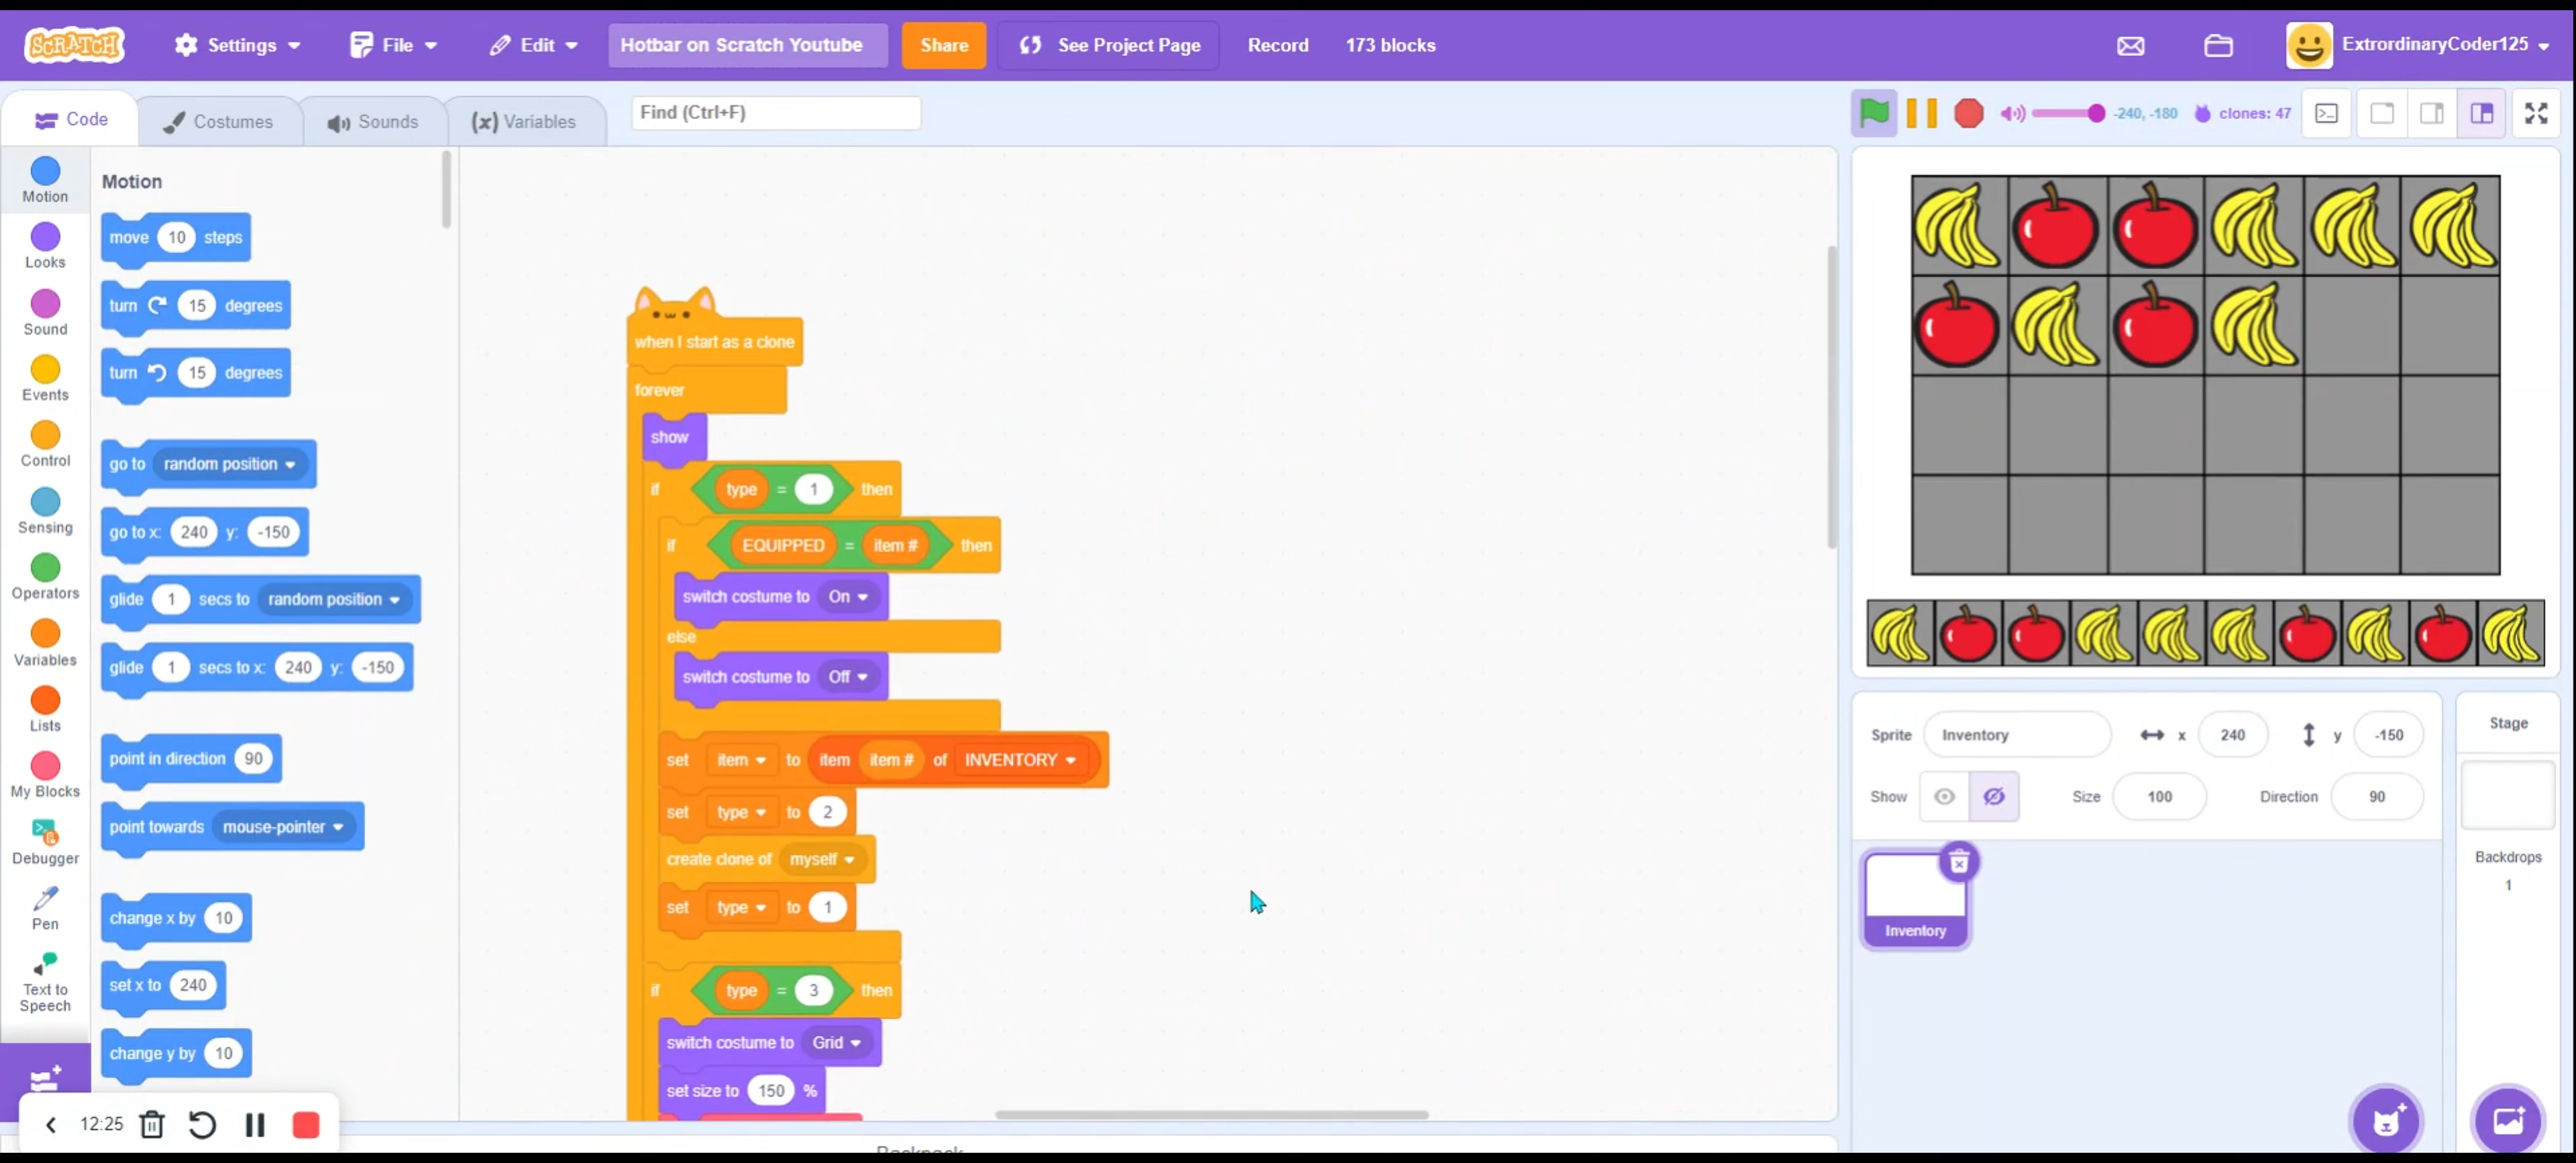 SCRATCH
Settings
File
Edit
Hotbar on Scratch Youtube
Share
See Project Page
Record
173 blocks
ExtrordinaryCoder125
Code
Costumes
Sounds
(x) Variables
Find (Ctrl+F)
-240, -180
clones: 47
Motion
Looks
Sound
Events
Control
Sensing
Operators
Variables
Lists
My Blocks
Debugger
Pen
Text to
Speech
Motion
move 10 steps
turn 15 degrees
turn 15 degrees
go to random position
go to x: 240 y: -150
glide 1 secs to random position
glide 1 secs to x: 240 y: -150
point in direction 90
point towards mouse-pointer
change x by 10
set x to 240
change y by 10
when I start as a clone
forever
show
if type = 1 then
if EQUIPPED = item # then
switch costume to On
else
switch costume to Off
set item to item item # of INVENTORY
set type to 2
create clone of myself
set type to 1
if type = 3 then
switch costume to Grid
set size to 150 %
Sprite Inventory x 240 y -150
Show Size 100 Direction 90
Inventory
Stage
Backdrops
1
12:25
Backpack